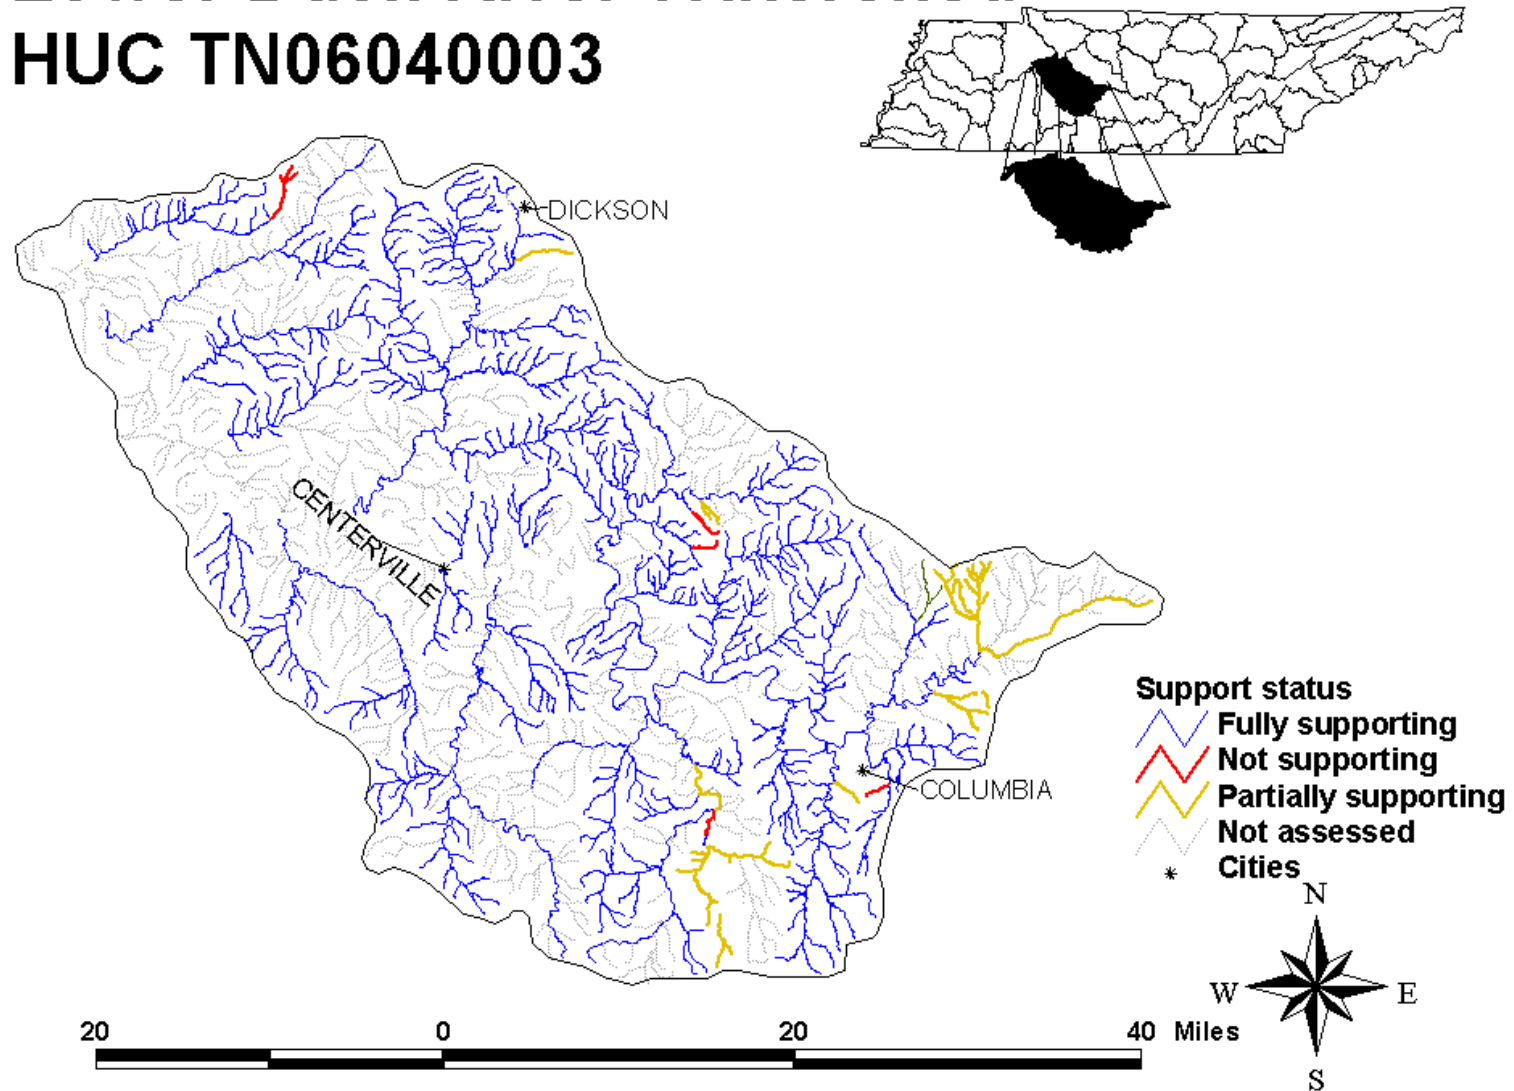 HUC TN06040003
DICKSON
CENTERVILLE
COLUMBIA
Support status
Fully supporting
Not supporting
Partially supporting
Not assessed
Cities
N
W E
S
20 0 20 40 Miles